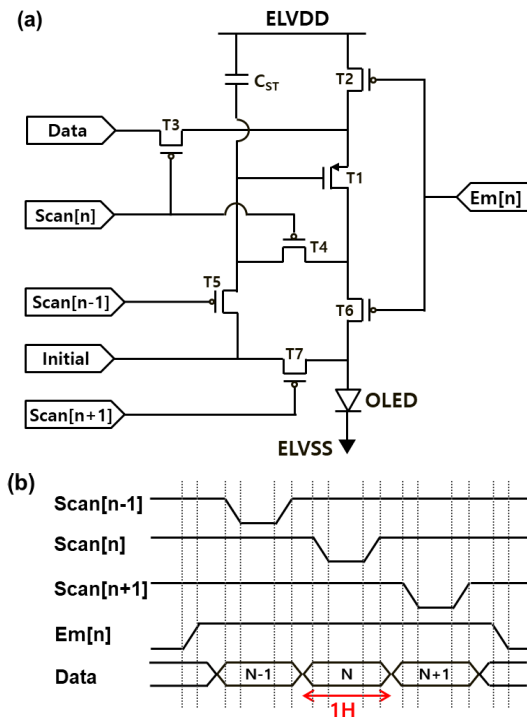 (a)
ELVDD
C_ST
T2
Data
T3
T1
Scan[n]
Em[n]
T4
T5
Scan[n-1]
T6
Initial
T7
Scan[n+1]
OLED
ELVSS
(b)
Scan[n-1]
Scan[n]
Scan[n+1]
Em[n]
Data
N-1
N
N+1
1H